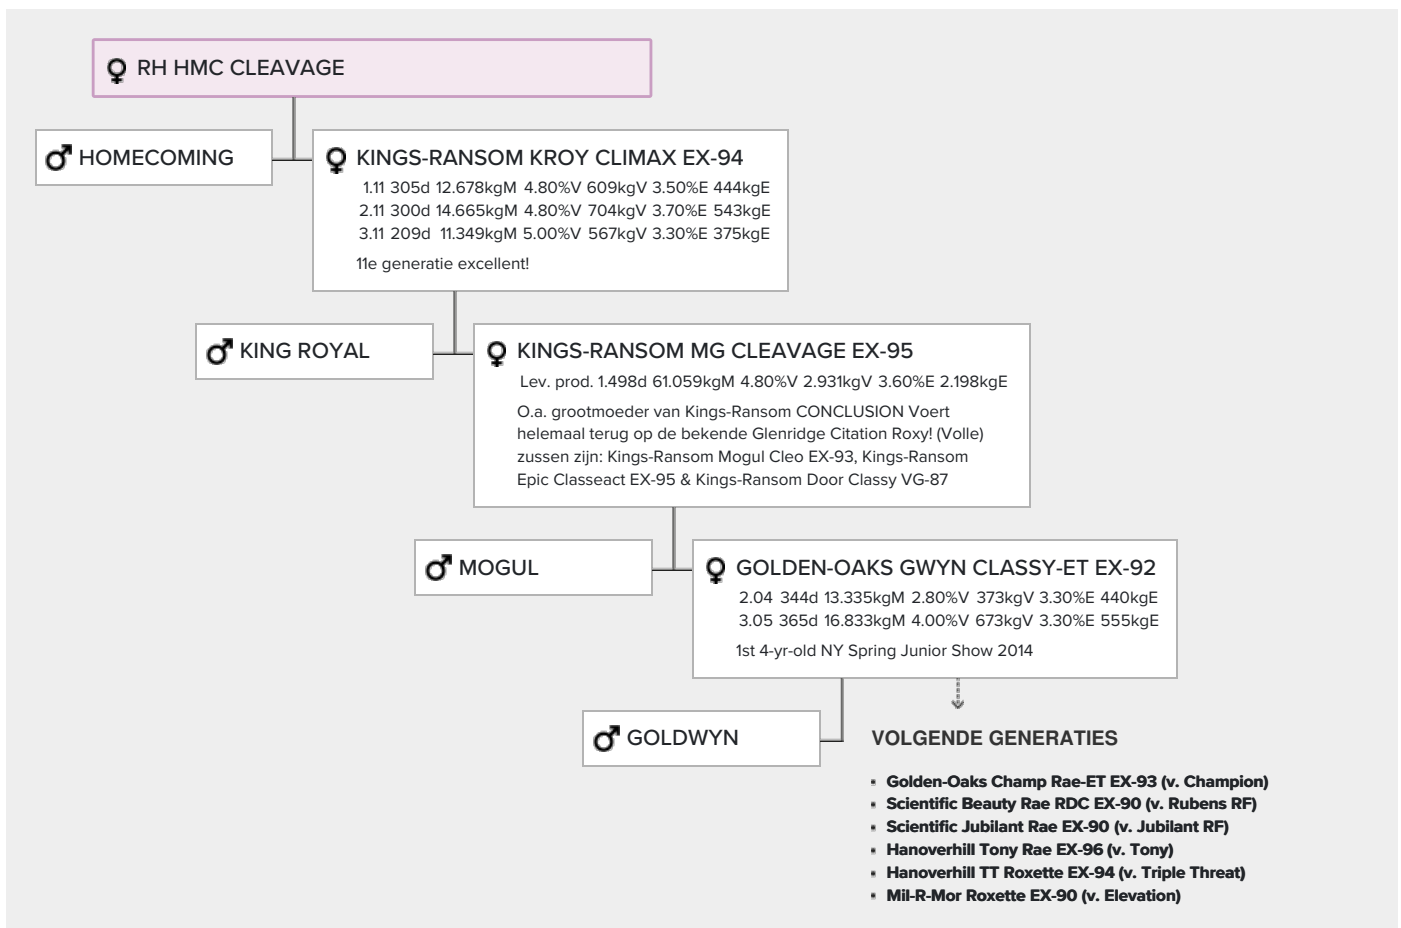 RH HMC CLEAVAGE
HOMECOMING
KINGS-RANSOM KROY CLIMAX EX-94
1.11 305d 12.678kgM 4.80%V 609kgV 3.50%E 444kgE
2.11 300d 14.665kgM 4.80%V 704kgV 3.70%E 543kgE
3.11 209d 11.349kgM 5.00%V 567kgV 3.30%E 375kgE
11e generatie excellent!
KING ROYAL
KINGS-RANSOM MG CLEAVAGE EX-95
Lev. prod. 1.498d 61.059kgM 4.80%V 2.931kgV 3.60%E 2.198kgE
O.a. grootmoeder van Kings-Ransom CONCLUSION Voert
helemaal terug op de bekende Glenridge Citation Roxy! (Volle)
zussen zijn: Kings-Ransom Mogul Cleo EX-93, Kings-Ransom
Epic Classeact EX-95 & Kings-Ransom Door Classy VG-87
MOGUL
GOLDEN-OAKS GWYN CLASSY-ET EX-92
2.04 344d 13.335kgM 2.80%V 373kgV 3.30%E 440kgE
3.05 365d 16.833kgM 4.00%V 673kgV 3.30%E 555kgE
1st 4-yr-old NY Spring Junior Show 2014
GOLDWYN
VOLGENDE GENERATIES
▪ Golden-Oaks Champ Rae-ET EX-93 (v. Champion)
▪ Scientific Beauty Rae RDC EX-90 (v. Rubens RF)
▪ Scientific Jubilant Rae EX-90 (v. Jubilant RF)
▪ Hanoverhill Tony Rae EX-96 (v. Tony)
▪ Hanoverhill TT Roxette EX-94 (v. Triple Threat)
▪ Mil-R-Mor Roxette EX-90 (v. Elevation)